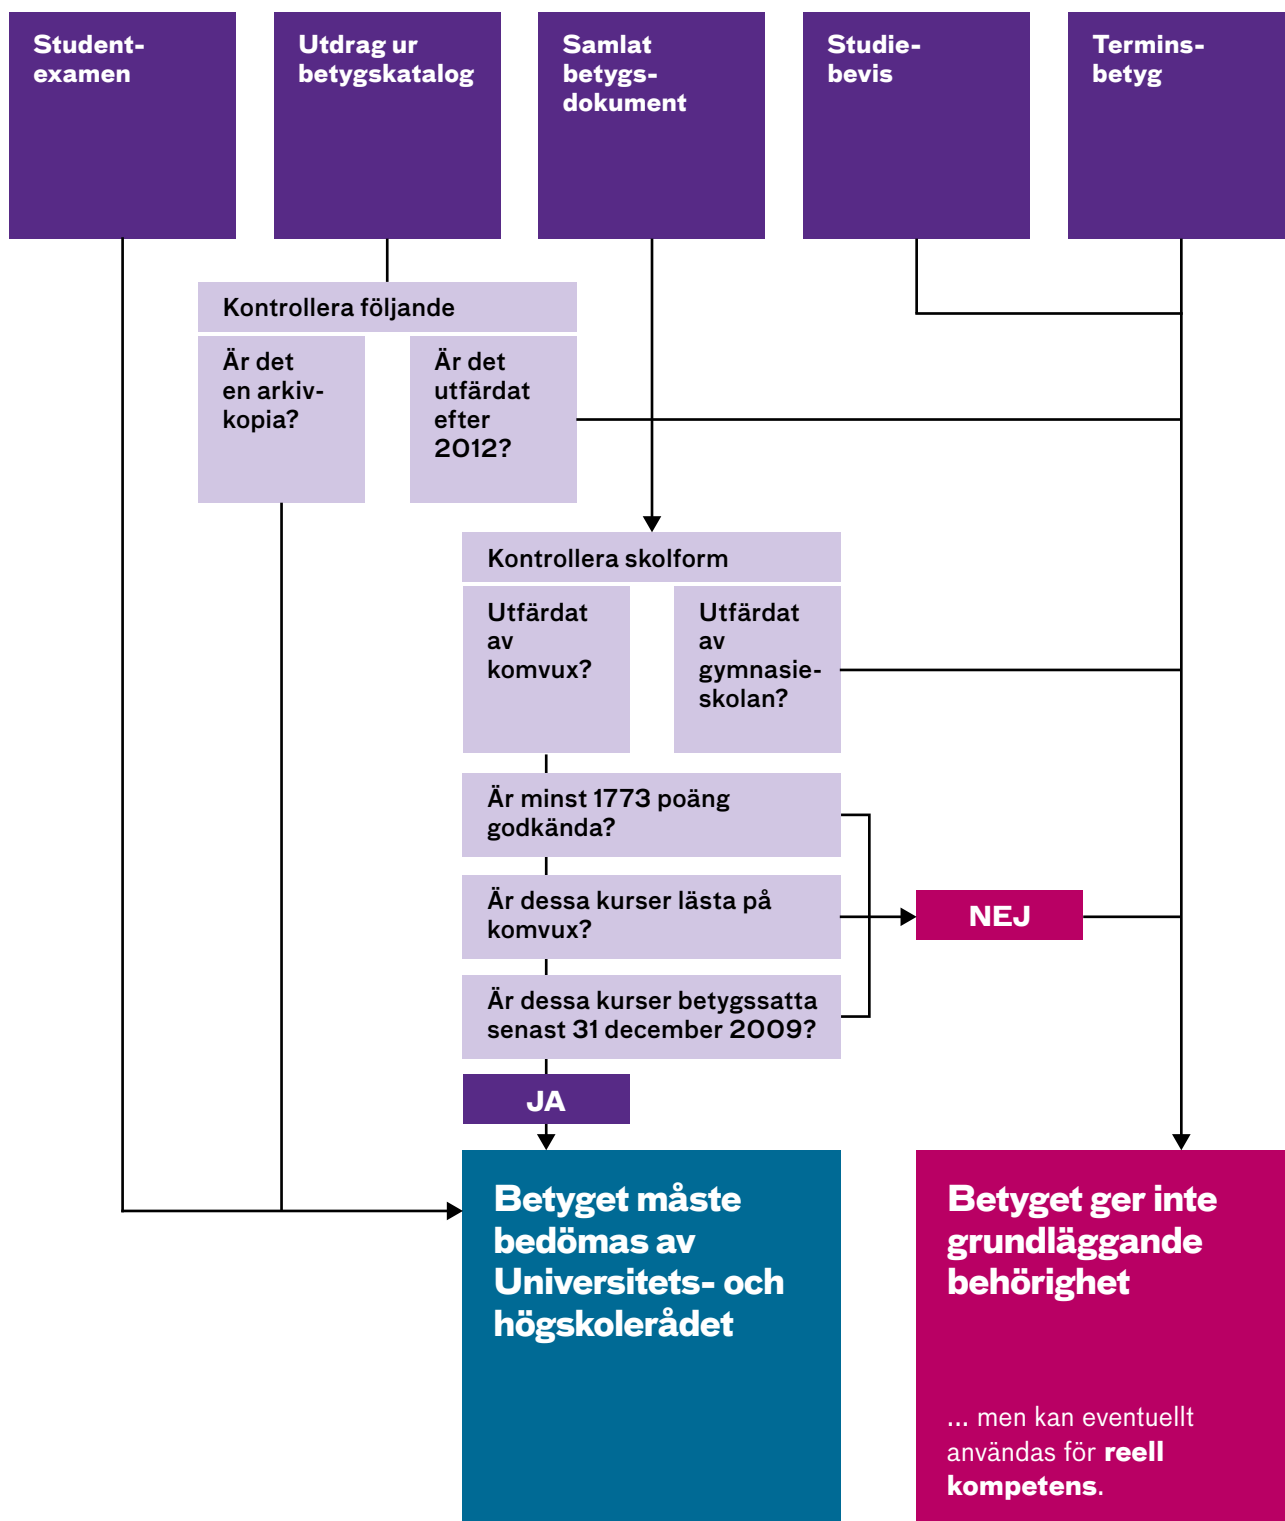 Student-
examen
Utdrag ur
betygskatalog
Samlat
betygs-
dokument
Studie-
bevis
Termins-
betyg
Kontrollera följande
Är det
en arkiv-
kopia?
Är det
utfärdat
efter
2012?
Kontrollera skolform
Utfärdat
av
komvux?
Utfärdat
av
gymnasie-
skolan?
Är minst 1773 poäng
godkända?
Är dessa kurser lästa på
komvux?
NEJ
Är dessa kurser betygssatta
senast 31 december 2009?
JA
Betyget måste
bedömas av
Universitets- och
högskolerådet
Betyget ger inte
grundläggande
behörighet
... men kan eventuellt
användas för reell
kompetens.